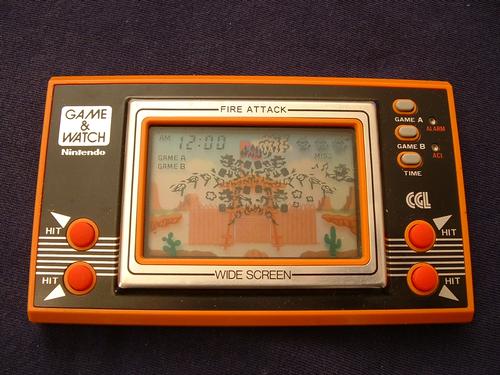 FIRE ATTACK
GAME
&
WATCH
Nintendo
AM 12:00
GAME A
GAME B
MISS
GAME A
ALARM
GAME B
ACL
TIME
CGL
HIT
HIT
HIT
HIT
WIDE SCREEN